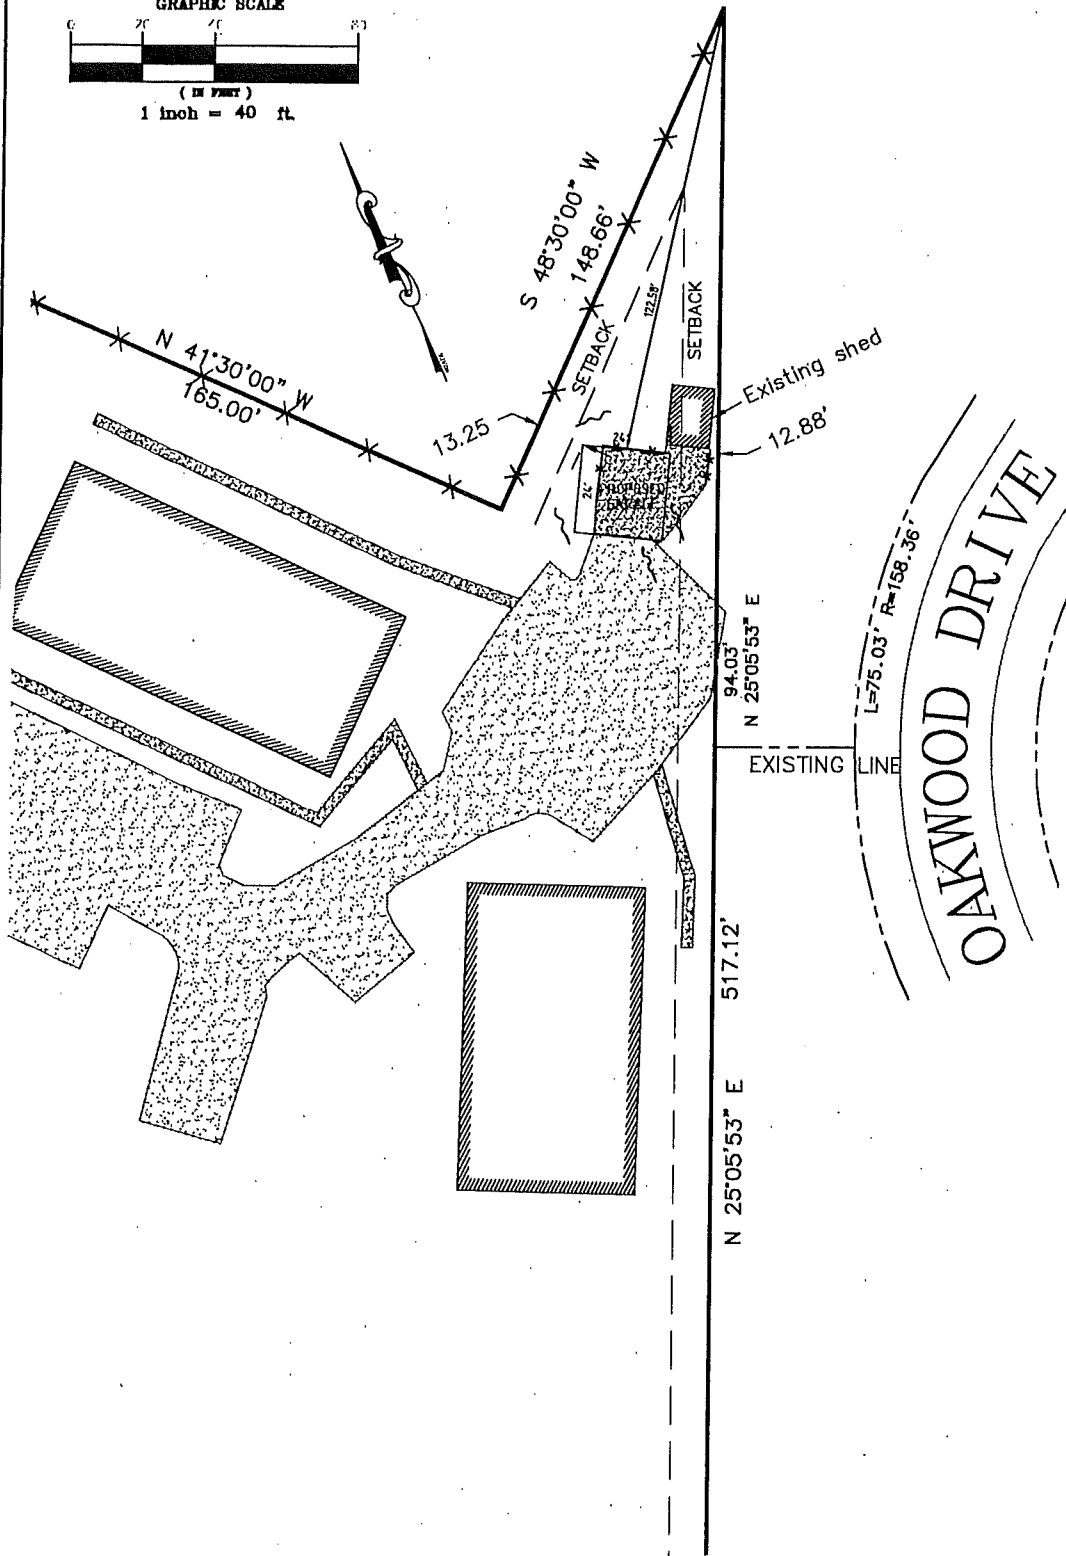 GRAPHIC SCALE
0 20 40 80
( IN FEET )
1 inch = 40 ft.
S 48°30'00" W
148.66'
N 41°30'00" W
165.00'
SETBACK
122.58'
SETBACK
Existing shed
13.25
12.88'
24'
24'
PROPOSED
94.03'
N 25°05'53" E
L=75.03' R=158.36'
EXISTING LINE
OAKWOOD DRIVE
517.12'
N 25°05'53" E